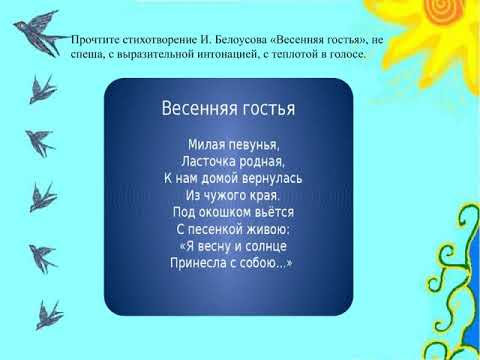 Прочтите стихотворение И. Белоусова «Весенняя гостья», не
спеша, с выразительной интонацией, с теплотой в голосе.
Весенняя гостья
Милая певунья,
Ласточка родная,
К нам домой вернулась
Из чужого края.
Под окошком вьётся
С песенкой живою:
«Я весну и солнце
Принесла с собою...»